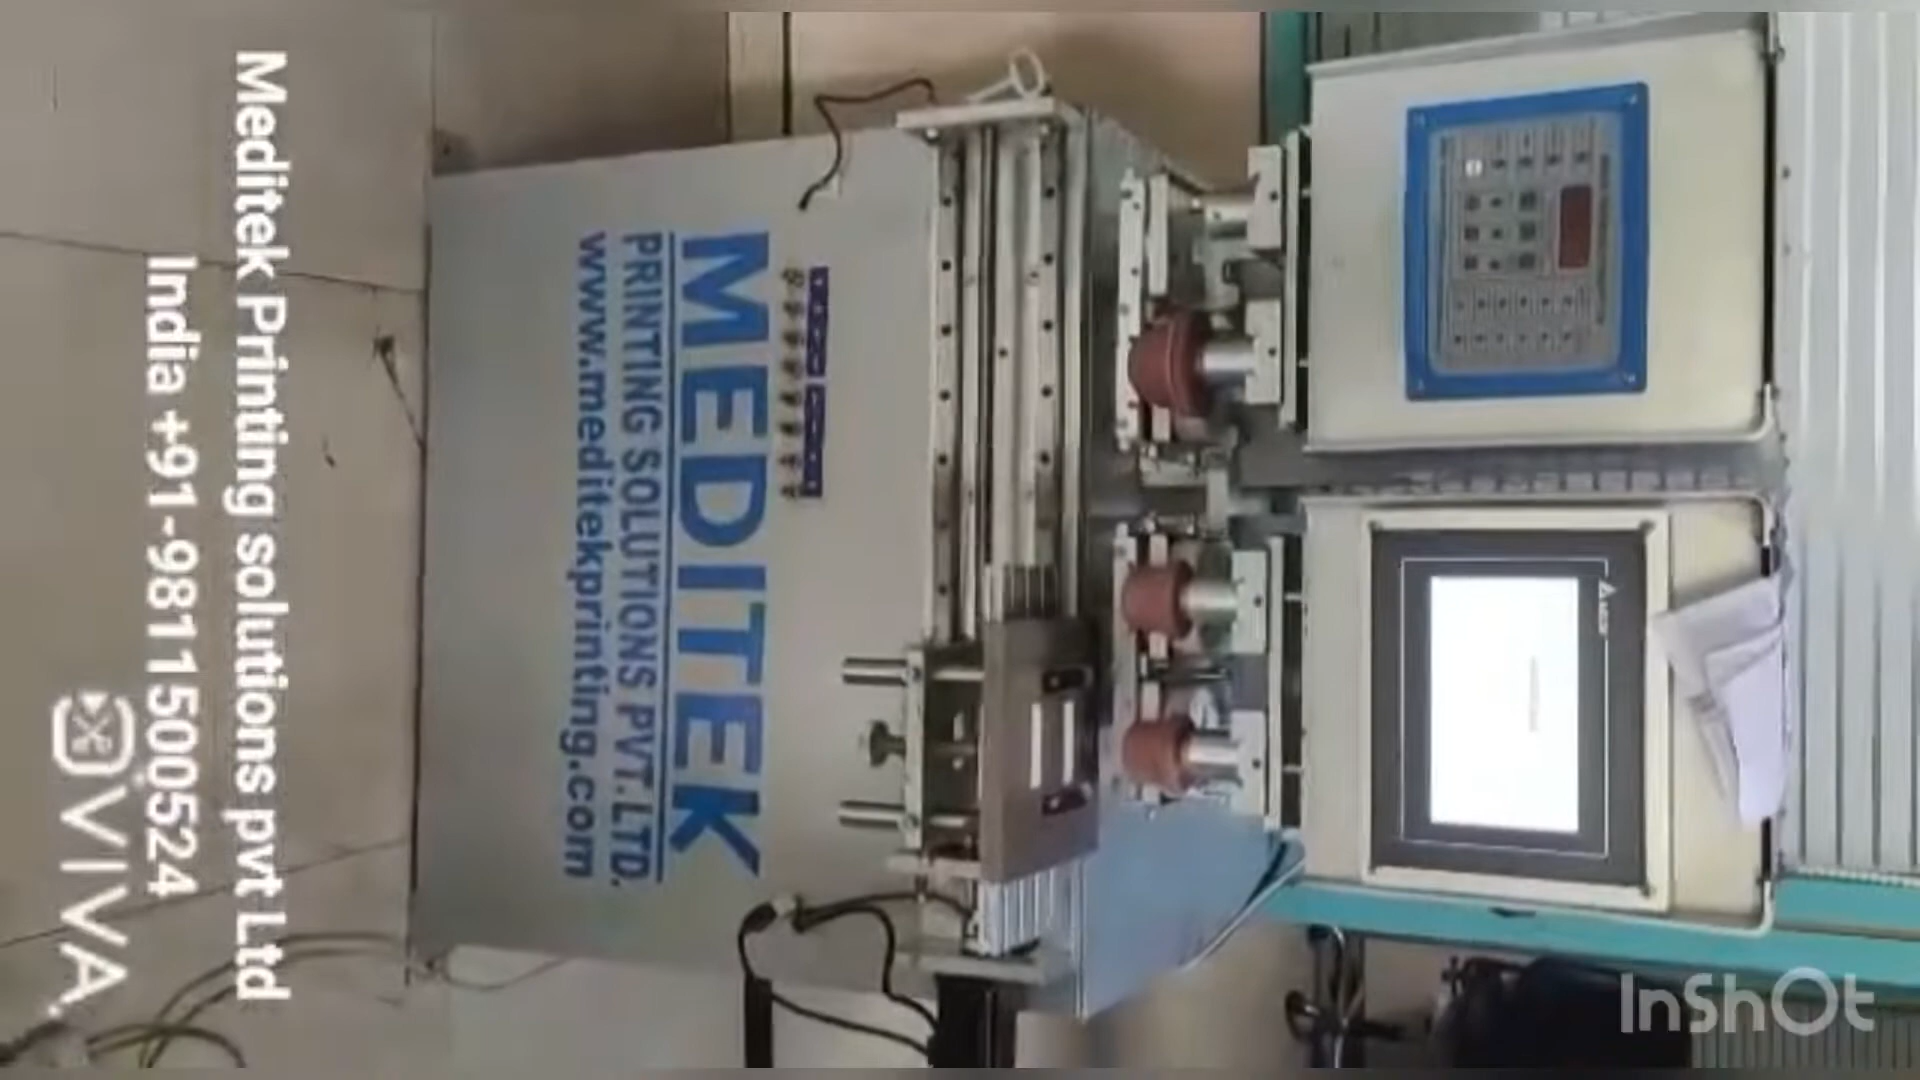 MEDITEK
PRINTING SOLUTIONS PVT.LTD.
www.meditekprinting.com
Meditek Printing solutions pvt Ltd
India +91-9811500524
VIVA
InShOt